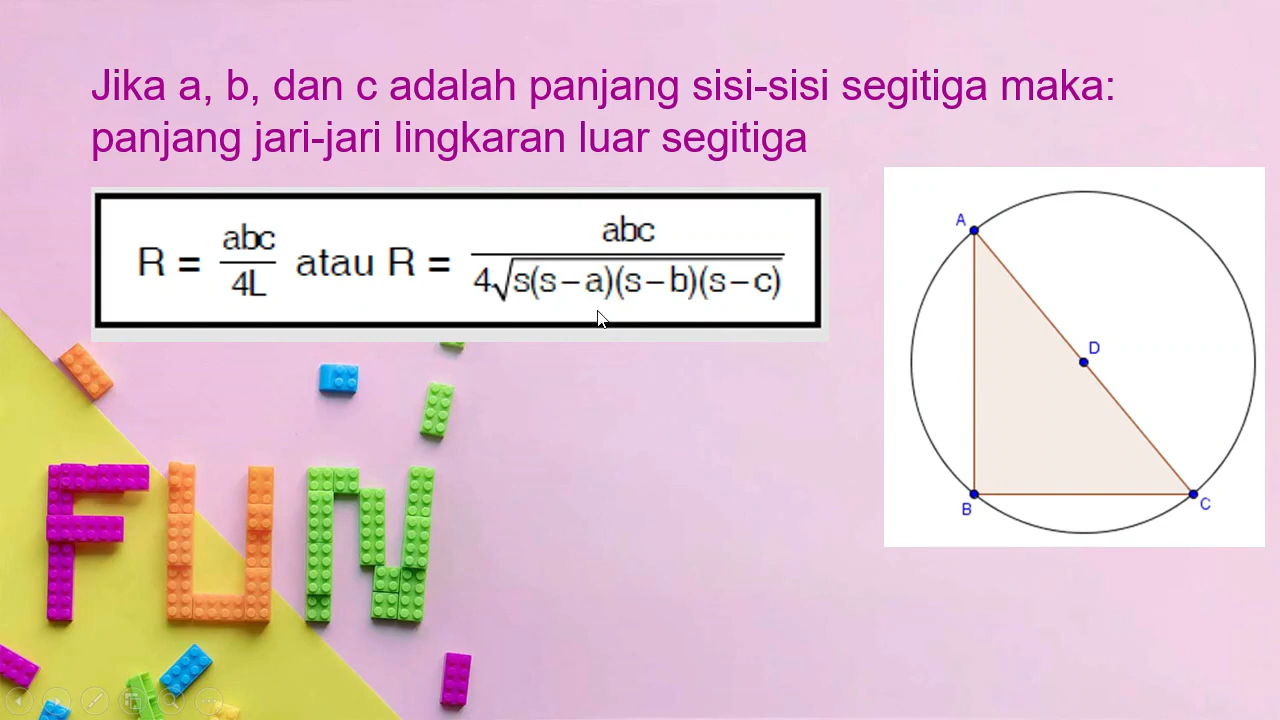 Jika a, b, dan c adalah panjang sisi-sisi segitiga maka:
panjang jari-jari lingkaran luar segitiga
R = abc/4L atau R = abc/4√s(s-a)(s-b)(s-c)
A
D
B
C
FUN